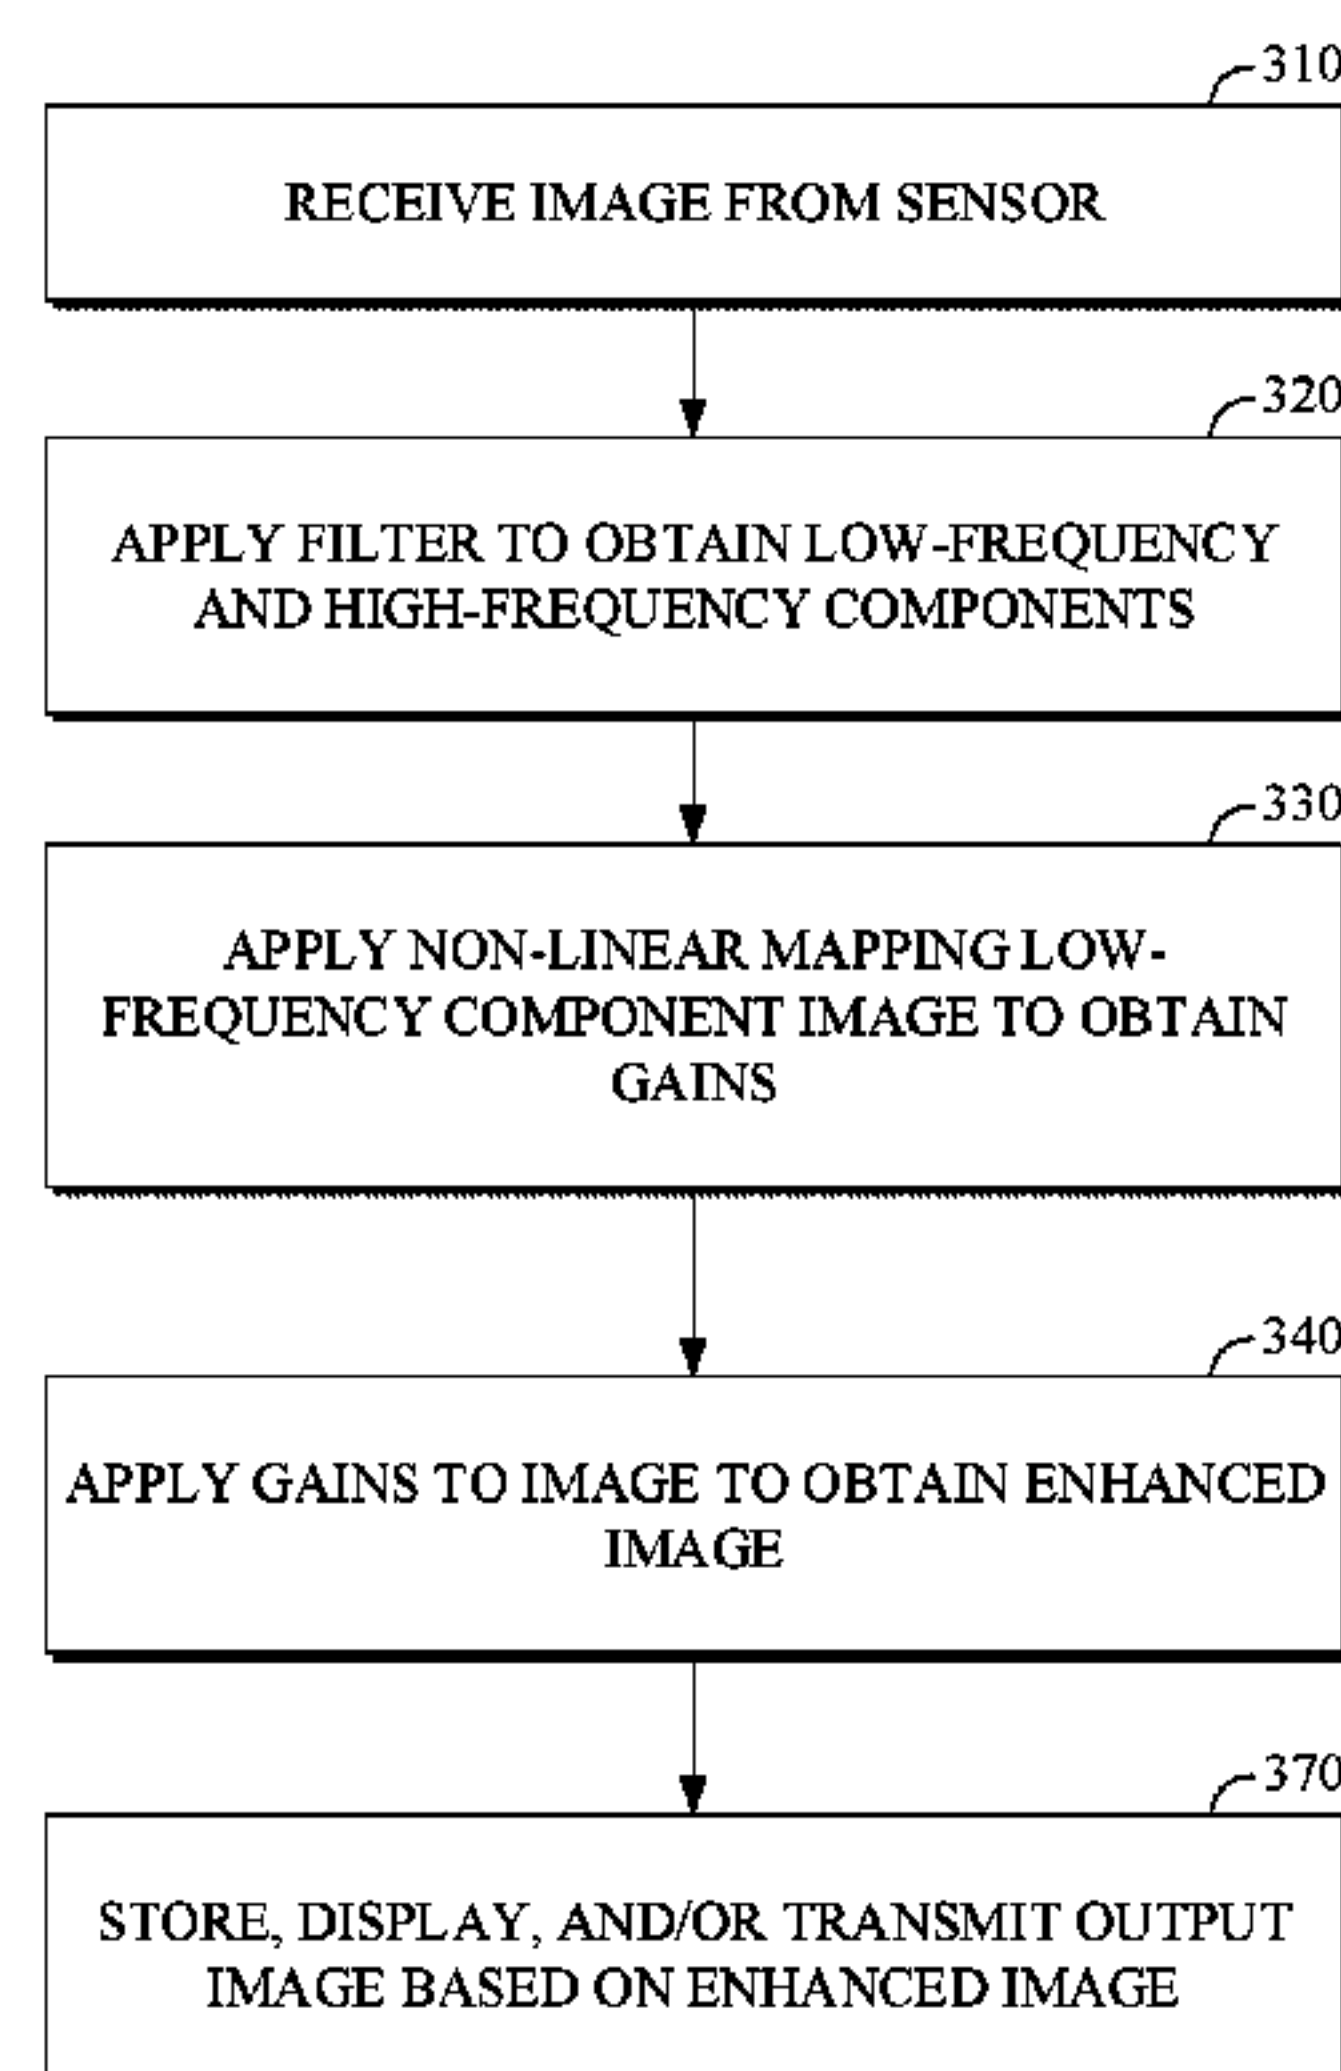 310
RECEIVE IMAGE FROM SENSOR
320
APPLY FILTER TO OBTAIN LOW-FREQUENCY
AND HIGH-FREQUENCY COMPONENTS
330
APPLY NON-LINEAR MAPPING LOW-
FREQUENCY COMPONENT IMAGE TO OBTAIN
GAINS
340
APPLY GAINS TO IMAGE TO OBTAIN ENHANCED
IMAGE
370
STORE, DISPLAY, AND/OR TRANSMIT OUTPUT
IMAGE BASED ON ENHANCED IMAGE